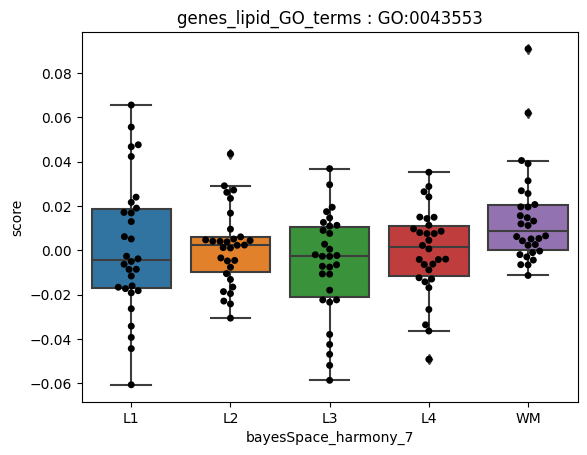 genes_lipid_GO_terms : GO:0043553
score
0.08
0.06
0.04
0.02
0.00
−0.02
−0.04
−0.06
L1 L2 L3 L4 WM
bayesSpace_harmony_7